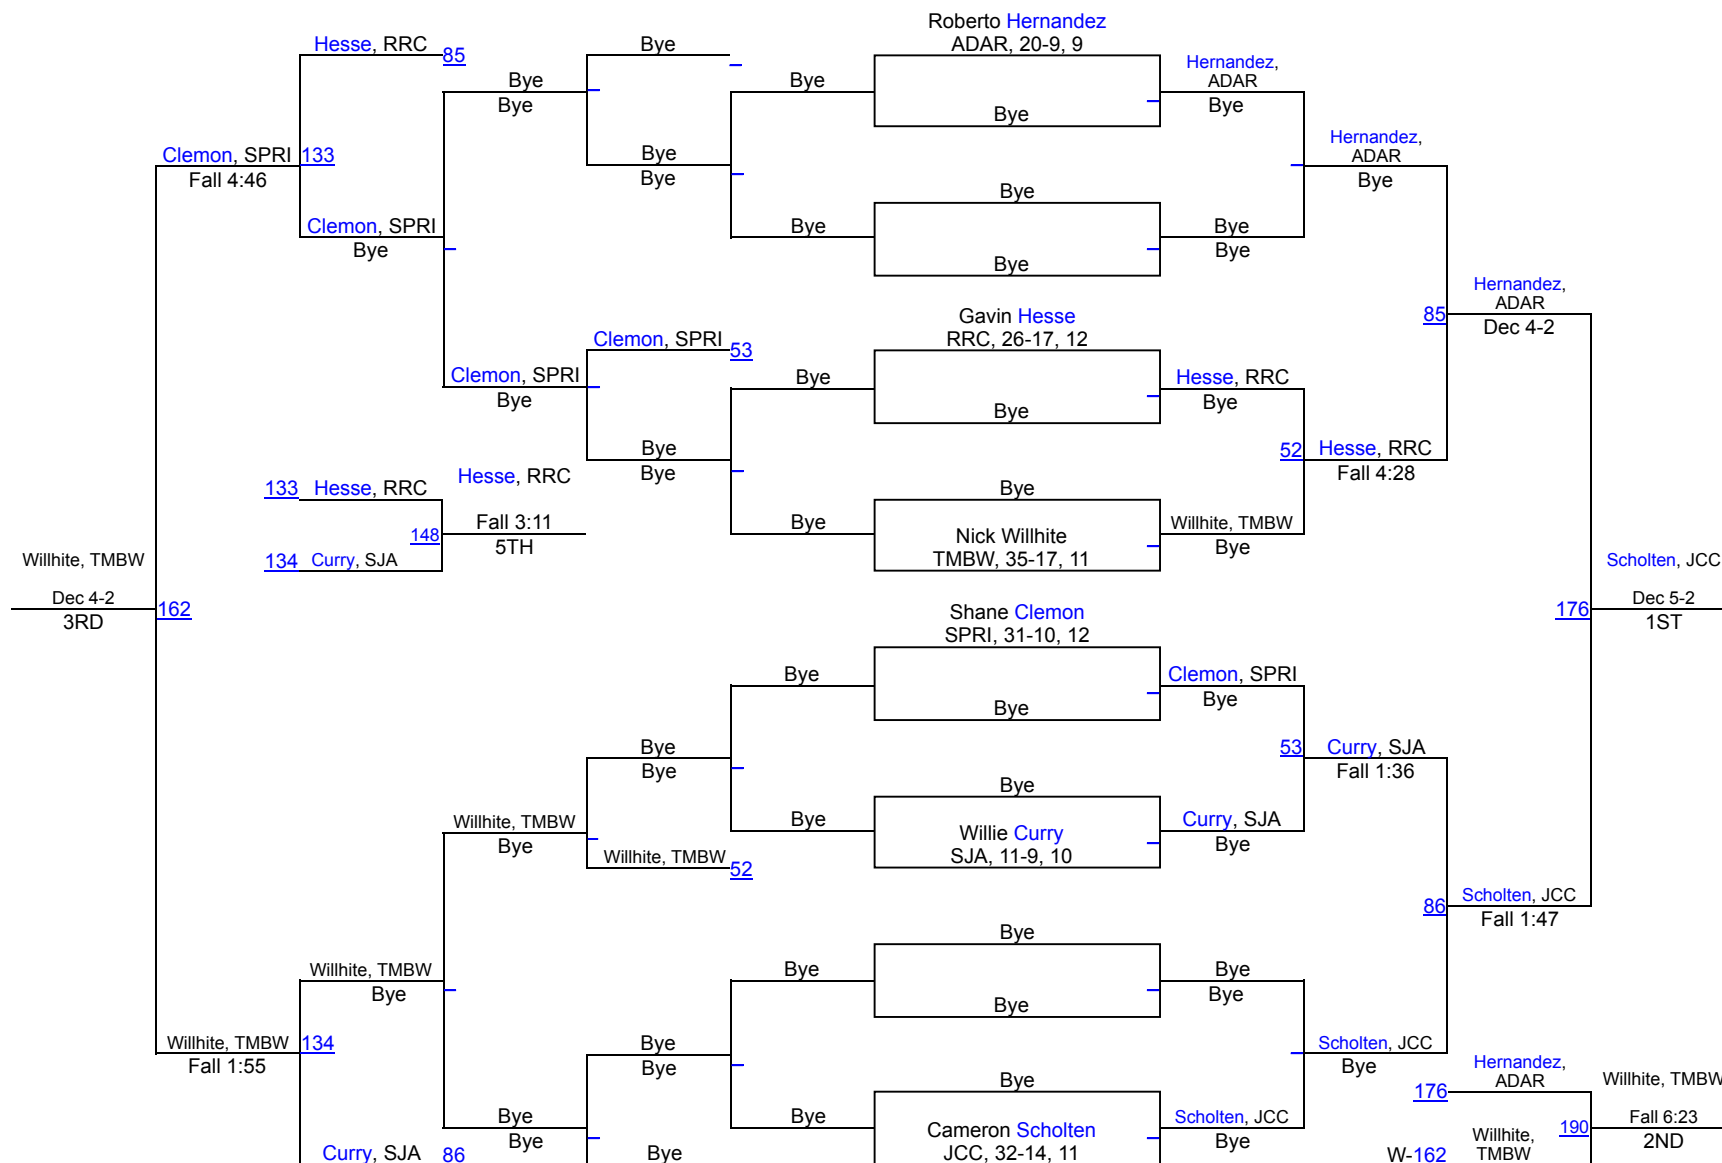 Roberto Hernandez
ADAR, 20-9, 9
Hesse, RRC
85
Bye
Hernandez,
ADAR
Bye
Bye
Bye
Bye
Bye
Hernandez,
ADAR
Bye
Clemon, SPRI
133
Fall 4:46
Bye
Bye
Bye
Clemon, SPRI
Bye
Bye
Bye
Bye
Bye
Hernandez,
ADAR
Dec 4-2
85
Gavin Hesse
RRC, 26-17, 12
Clemon, SPRI
53
Clemon, SPRI
Bye
Bye
Hesse, RRC
Bye
Bye
Bye
Bye
52
Hesse, RRC
Fall 4:28
133
Hesse, RRC
Hesse, RRC
Bye
148
Fall 3:11
5TH
Bye
Nick Willhite
TMBW, 35-17, 11
Willhite, TMBW
Bye
134
Curry, SJA
Willhite, TMBW
Dec 4-2
3RD
162
Scholten, JCC
176
Dec 5-2
1ST
Shane Clemon
SPRI, 31-10, 12
Bye
Clemon, SPRI
Bye
Bye
Bye
Bye
53
Curry, SJA
Fall 1:36
Bye
Willhite, TMBW
Bye
Bye
Willie Curry
SJA, 11-9, 10
Curry, SJA
Bye
Willhite, TMBW
52
86
Scholten, JCC
Fall 1:47
Bye
Willhite, TMBW
Bye
Bye
Bye
Bye
Bye
Willhite, TMBW
134
Fall 1:55
Bye
Bye
Scholten, JCC
Bye
Bye
Hernandez,
ADAR
176
Willhite, TMBW
Bye
Bye
Bye
Cameron Scholten
JCC, 32-14, 11
Scholten, JCC
Bye
190
Fall 6:23
2ND
Curry, SJA
86
Bye
W-162
Willhite,
TMBW